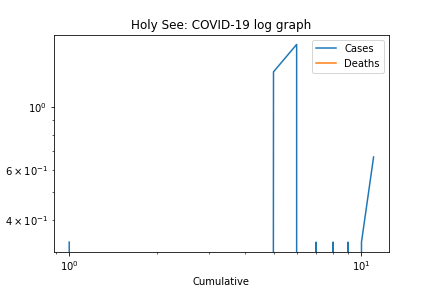 Holy See: COVID-19 log graph
Cases
Deaths
10⁰
6 × 10⁻¹
4 × 10⁻¹
10⁰ 10¹
Cumulative